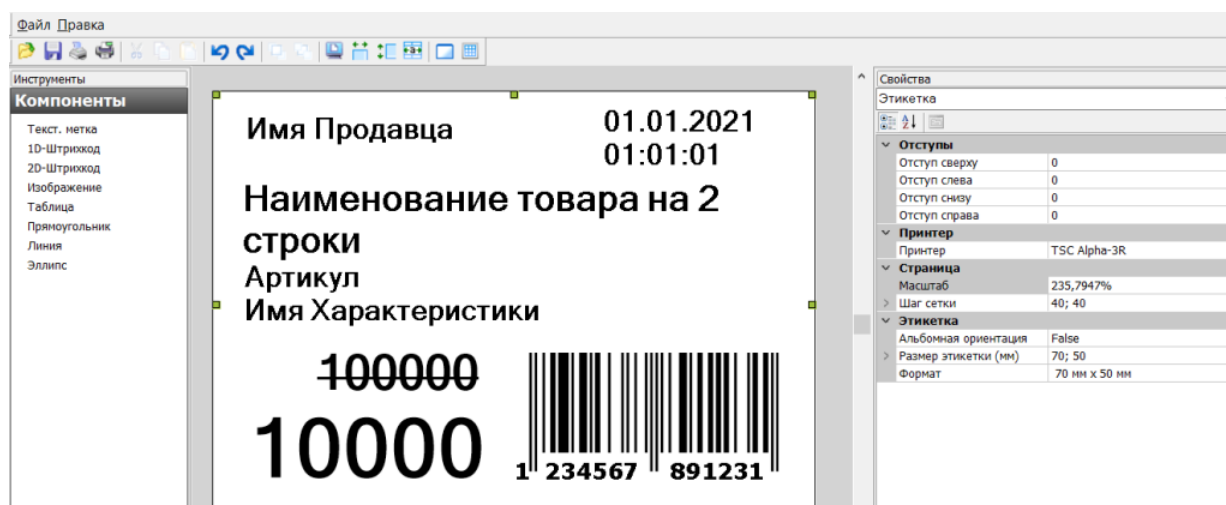 Файл Правка
Инструменты
Компоненты
Текст. метка
1D-Штрихкод
2D-Штрихкод
Изображение
Таблица
Прямоугольник
Линия
Эллипс
Имя Продавца
01.01.2021
01:01:01
Наименование товара на 2
строки
Артикул
Имя Характеристики
100000
10000
1 234567 891231
Свойства
Этикетка
Отступы
Отступ сверху 0
Отступ слева 0
Отступ снизу 0
Отступ справа 0
Принтер
Принтер TSC Alpha-3R
Страница
Масштаб 235,7947%
Шаг сетки 40; 40
Этикетка
Альбомная ориентация False
Размер этикетки (мм) 70; 50
Формат 70 мм x 50 мм